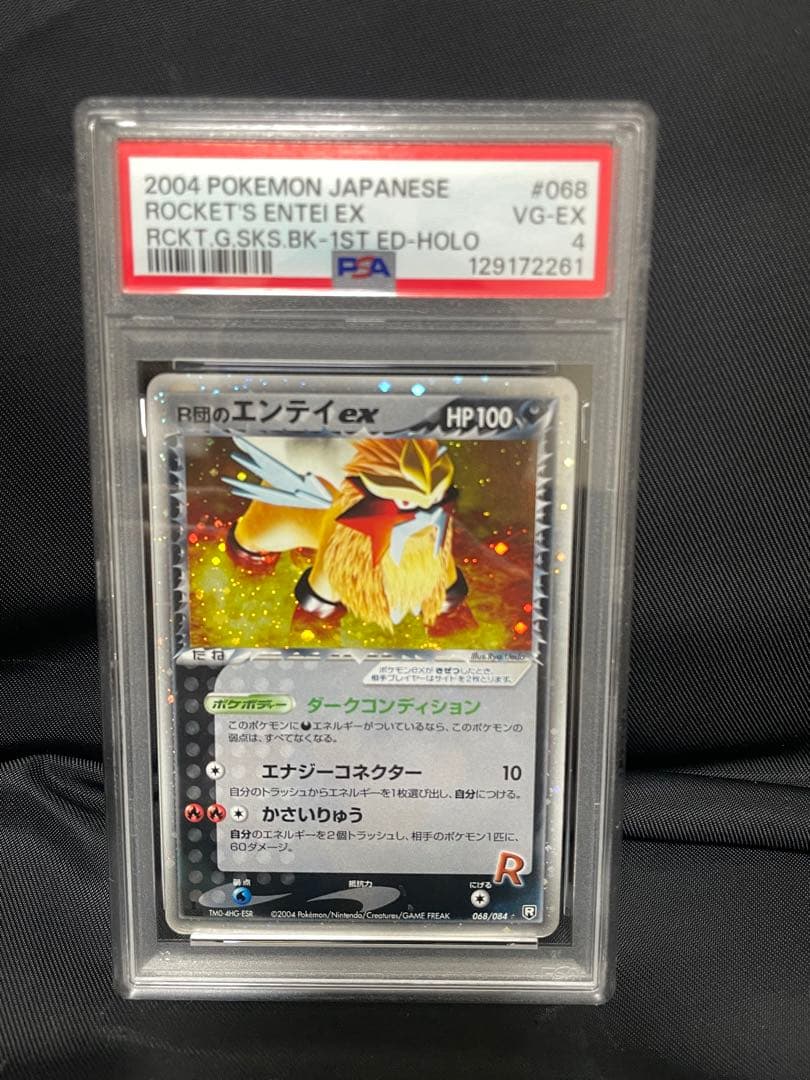 2004 POKEMON JAPANESE #068
ROCKET'S ENTEI EX VG-EX
RCKT.G.SKS.BK-1ST ED-HOLO 4
PSA 129172261
R団のエンテイex HP100
たね Illus.Ryo Ueda
ポケモンexがきぜつしたとき、
相手プレイヤーはサイドを2枚とります。
ポケボディー ダークコンディション
このポケモンにエネルギーがついているなら、このポケモンの
弱点は、すべてなくなる。
エナジーコネクター 10
自分のトラッシュからエネルギーを1枚選び出し、自分につける。
かさいりゅう
自分のエネルギーを2個トラッシュし、相手のポケモン1匹に、
60ダメージ。
R
弱点 抵抗力 にげる
TM0-4HG-ESR ©2004 Pokémon/Nintendo/Creatures/GAME FREAK 068/084 R